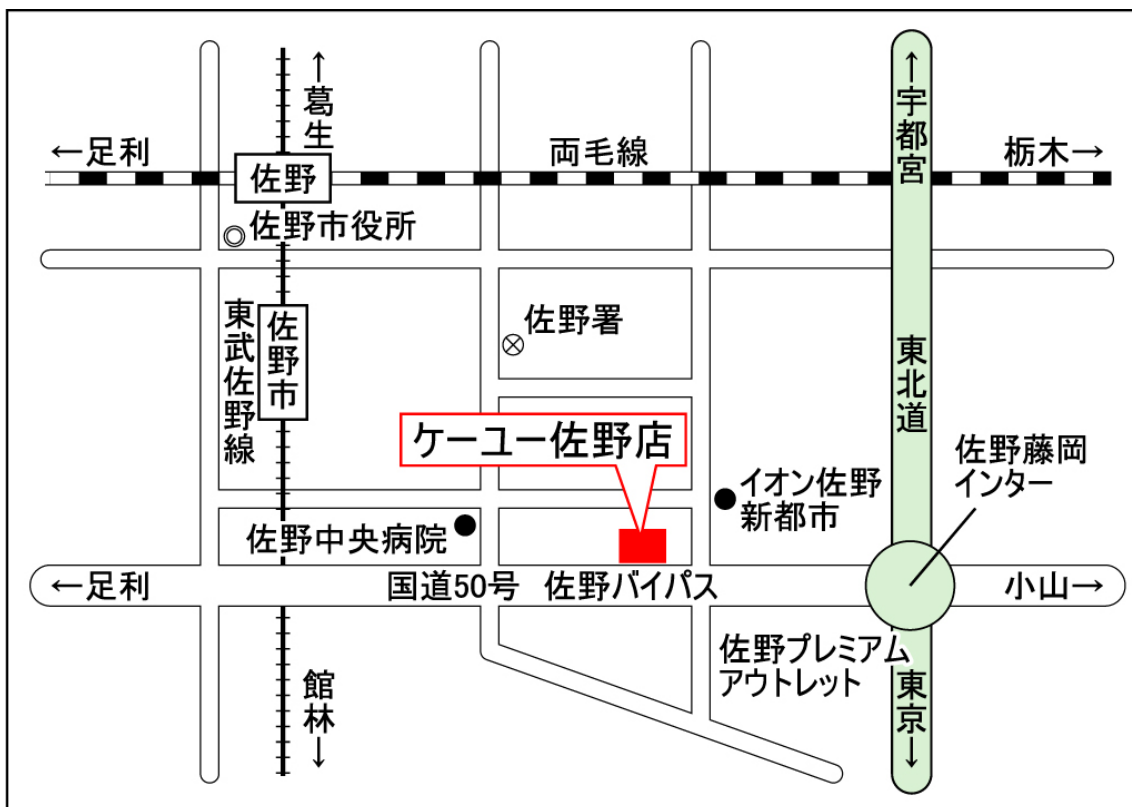 ↑葛生
↑宇都宮
←足利
両毛線
栃木→
佐野
佐野市役所
佐野署
東武佐野線
佐野市
東北道
ケーユー佐野店
佐野藤岡
インター
イオン佐野
新都市
佐野中央病院
←足利
国道50号 佐野バイパス
小山→
佐野プレミアム
アウトレット
館林↓
東京↓